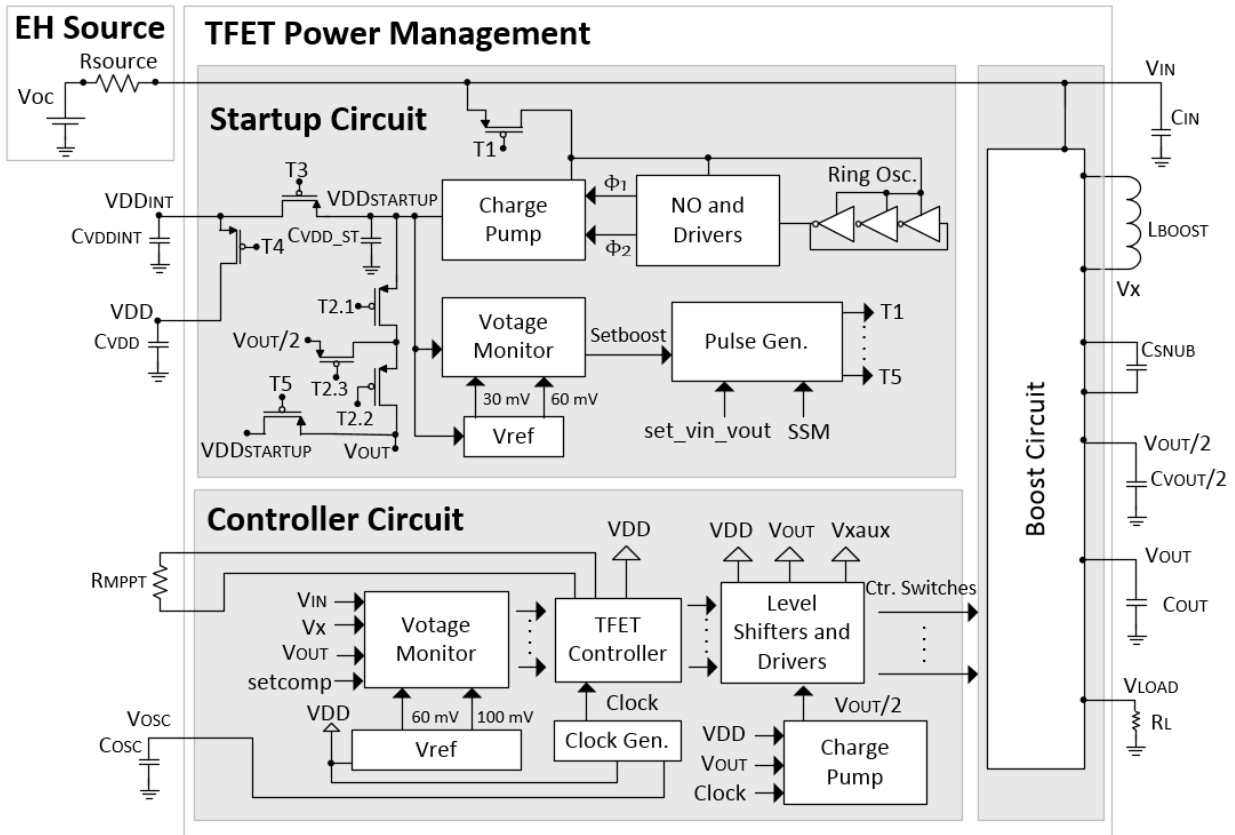 EH Source
Rsource
VOC
TFET Power Management
Startup Circuit
T1
T3
VDDINT
CVDDINT
VDDSTARTUP
CVDD_ST
T4
VDD
CVDD
Charge
Pump
Φ1
Φ2
NO and
Drivers
Ring Osc.
T2.1
VOUT/2
T2.3
T2.2
T5
VDDSTARTUP
VOUT
Votage
Monitor
30 mV
60 mV
Vref
Setboost
Pulse Gen.
T1
T5
set_vin_vout
SSM
VIN
CIN
LBOOST
Vx
CSNUB
VOUT/2
CVOUT/2
VOUT
COUT
VLOAD
RL
Boost Circuit
Controller Circuit
RMPPT
VIN
Vx
VOUT
setcomp
Votage
Monitor
60 mV
100 mV
VDD
Vref
VOSC
COSC
VDD
TFET
Controller
Clock
Clock Gen.
VDD
VOUT
Vxaux
Level
Shifters and
Drivers
Ctr. Switches
VOUT/2
VDD
VOUT
Clock
Charge
Pump